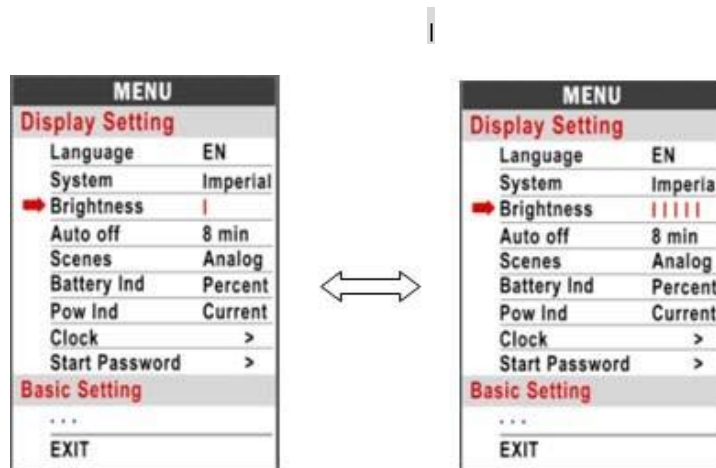 MENU
Display Setting
Language EN
System Imperial
Brightness I
Auto off 8 min
Scenes Analog
Battery Ind Percent
Pow Ind Current
Clock >
Start Password >
Basic Setting
...
EXIT
MENU
Display Setting
Language EN
System Imperia
Brightness I I I I I
Auto off 8 min
Scenes Analog
Battery Ind Percent
Pow Ind Current
Clock >
Start Password >
Basic Setting
...
EXIT